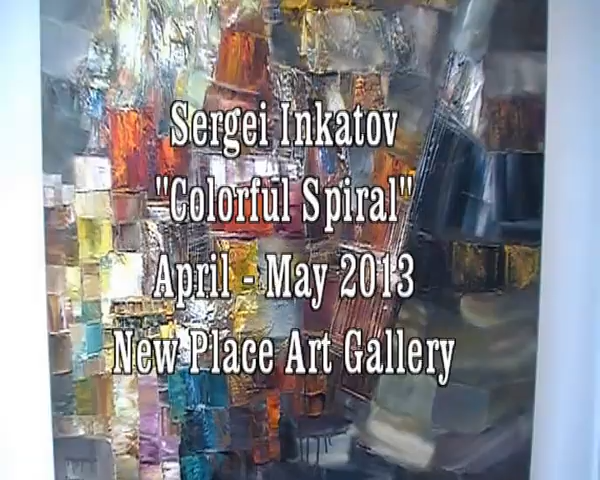 Sergei Inkatov
"Colorful Spiral"
April - May 2013
New Place Art Gallery